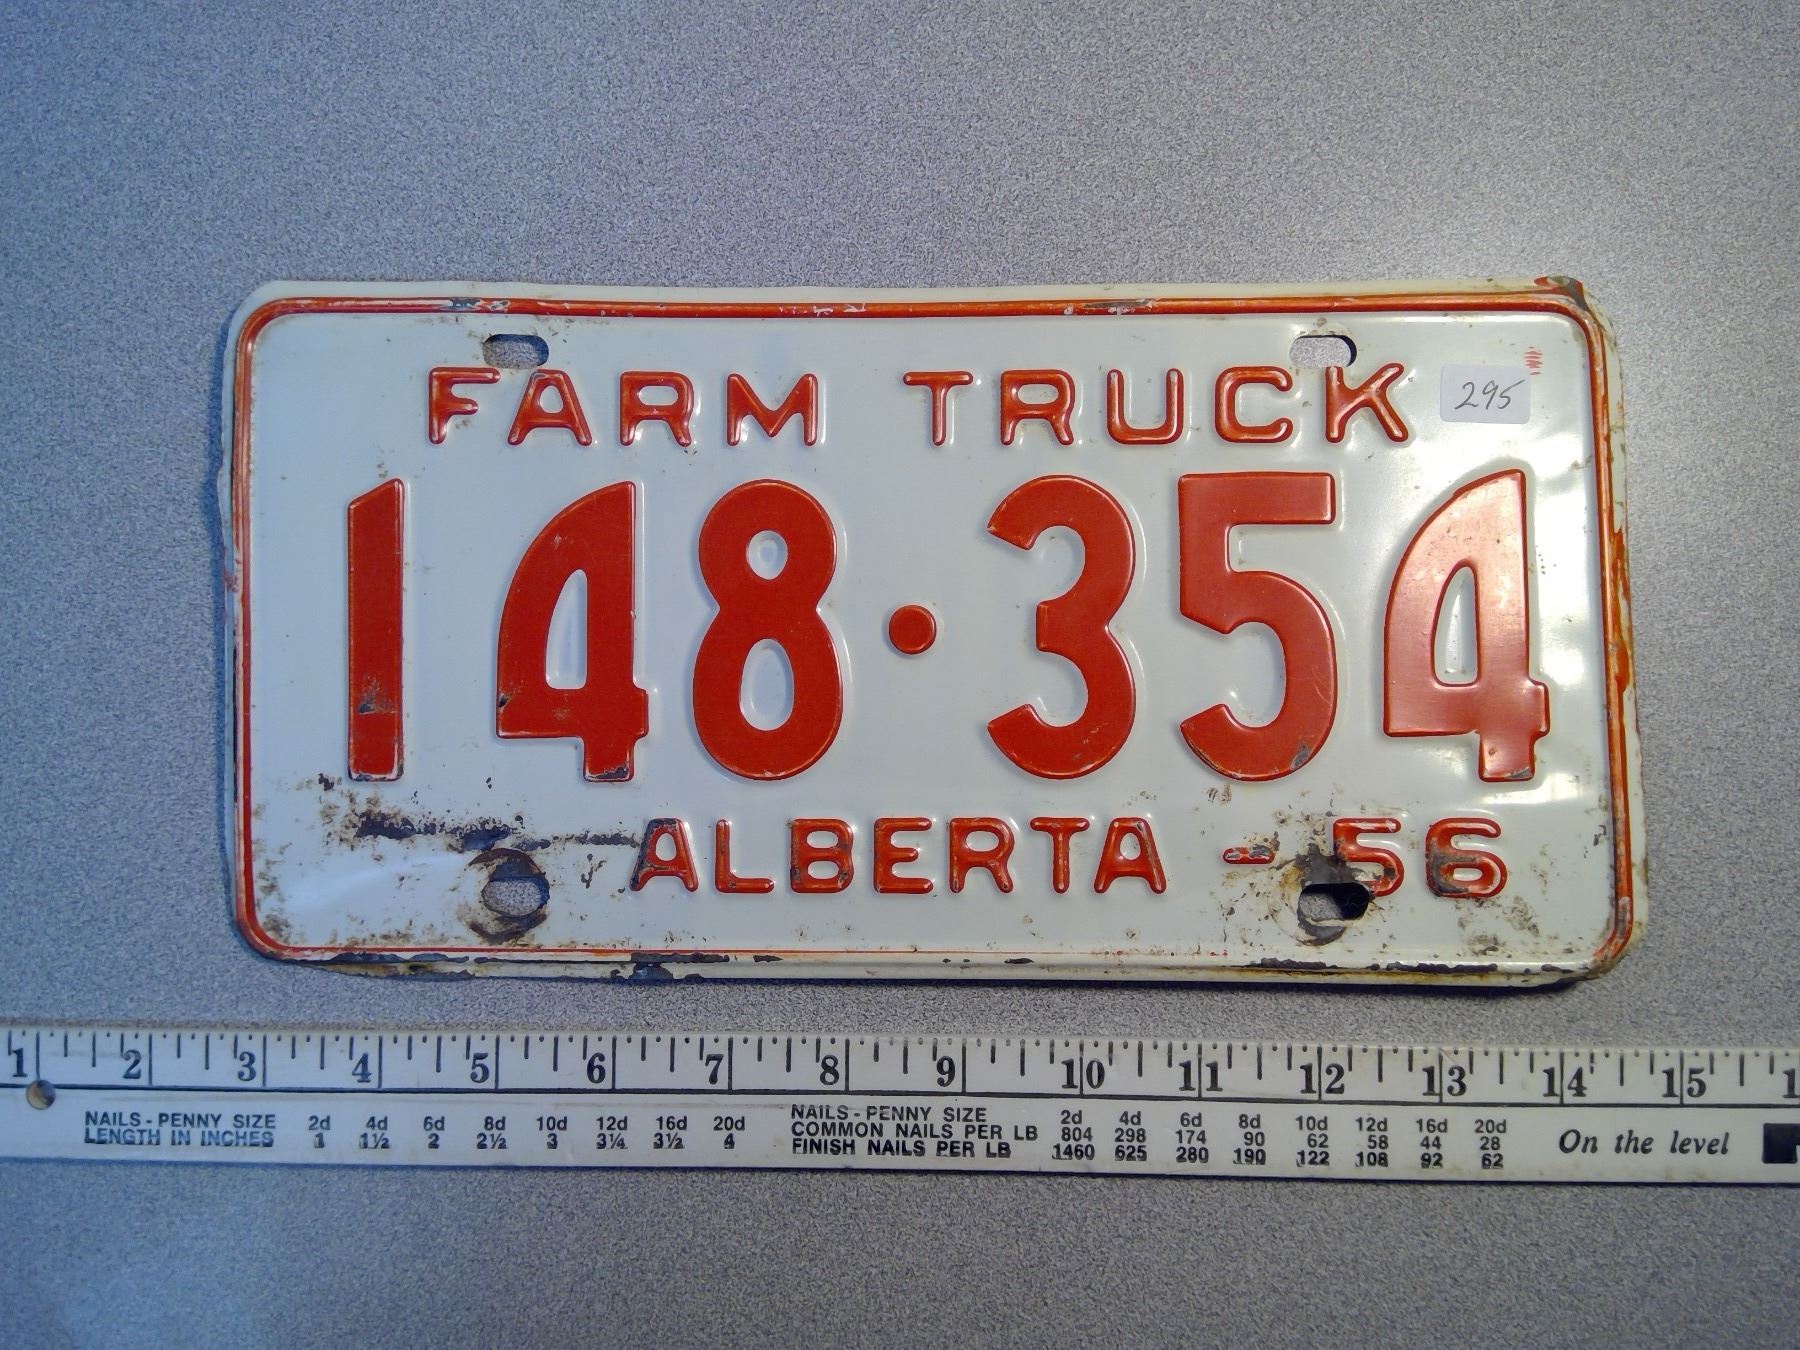 FARM TRUCK
295
148·354
ALBERTA - 56
1 2 3 4 5 6 7 8 9 10 11 12 13 14 15 1
NAILS - PENNY SIZE 2d 4d 6d 8d 10d 12d 16d 20d
LENGTH IN INCHES 1 1½ 2 2½ 3 3¼ 3½ 4
NAILS - PENNY SIZE 2d 4d 6d 8d 10d 12d 16d 20d
COMMON NAILS PER LB 804 298 174 90 62 58 44 28
FINISH NAILS PER LB 1460 625 280 190 122 108 92 62
On the level